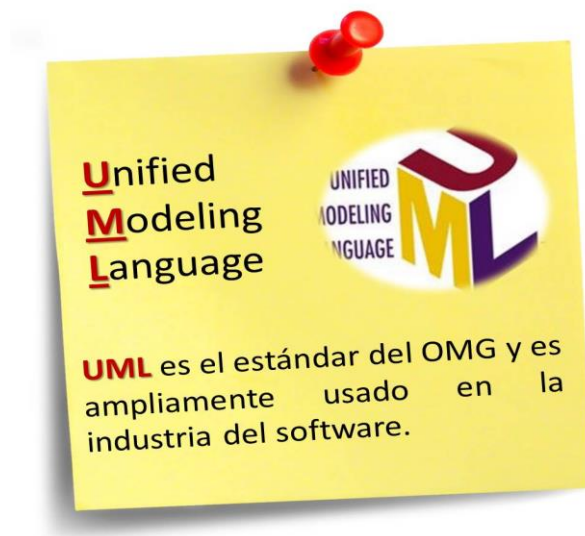 Unified
Modeling
Language
UNIFIED
MODELING
LANGUAGE
UML
UML es el estándar del OMG y es
ampliamente usado en la
industria del software.